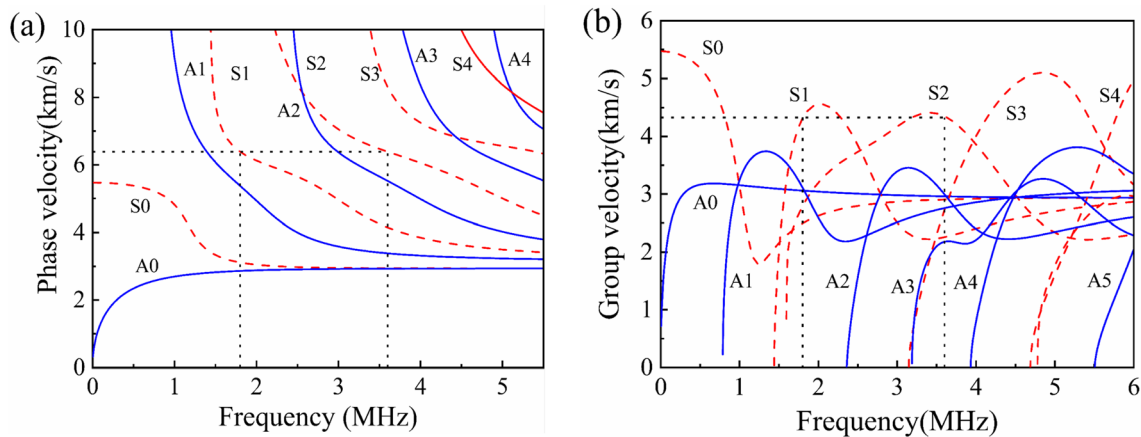 (a)
Phase velocity(km/s)
10
8
6
4
2
0
A1
S1
S2
A2
S3
A3
S4
A4
S0
A0
0 1 2 3 4 5
Frequency (MHz)
(b)
Group velocity(km/s)
6
5
4
3
2
1
0
S0
S1
S2
S3
S4
A0
A1
A2
A3
A4
A5
0 1 2 3 4 5 6
Frequency(MHz)